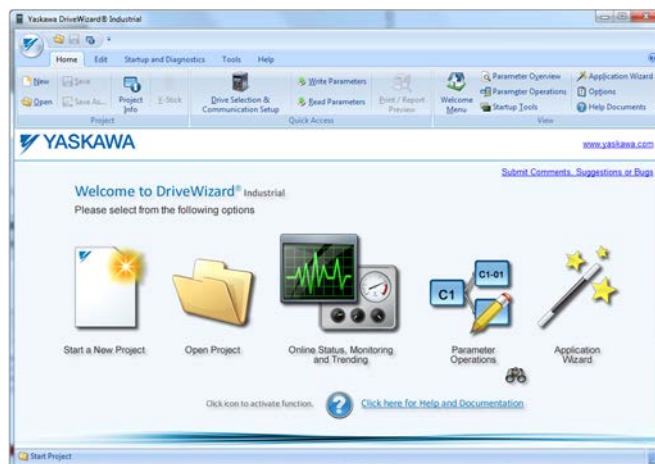 Yaskawa DriveWizard® Industrial
Home Edit Startup and Diagnostics Tools Help
New Save
Open Save As...
Project Info
V-Stick
Drive Selection & Communication Setup
Write Parameters
Read Parameters
Print / Report Preview
Welcome Menu
Parameter Overview
Parameter Operations
Startup Tools
Application Wizard
Options
Help Documents
Project Quick Access View
YASKAWA
www.yaskawa.com
Submit Comments, Suggestions or Bugs
Welcome to DriveWizard® Industrial
Please select from the following options
C1 C1-01
Start a New Project
Open Project
Online Status, Monitoring
and Trending
Parameter
Operations
Application
Wizard
Click icon to activate function.
Click here for Help and Documentation
Start Project